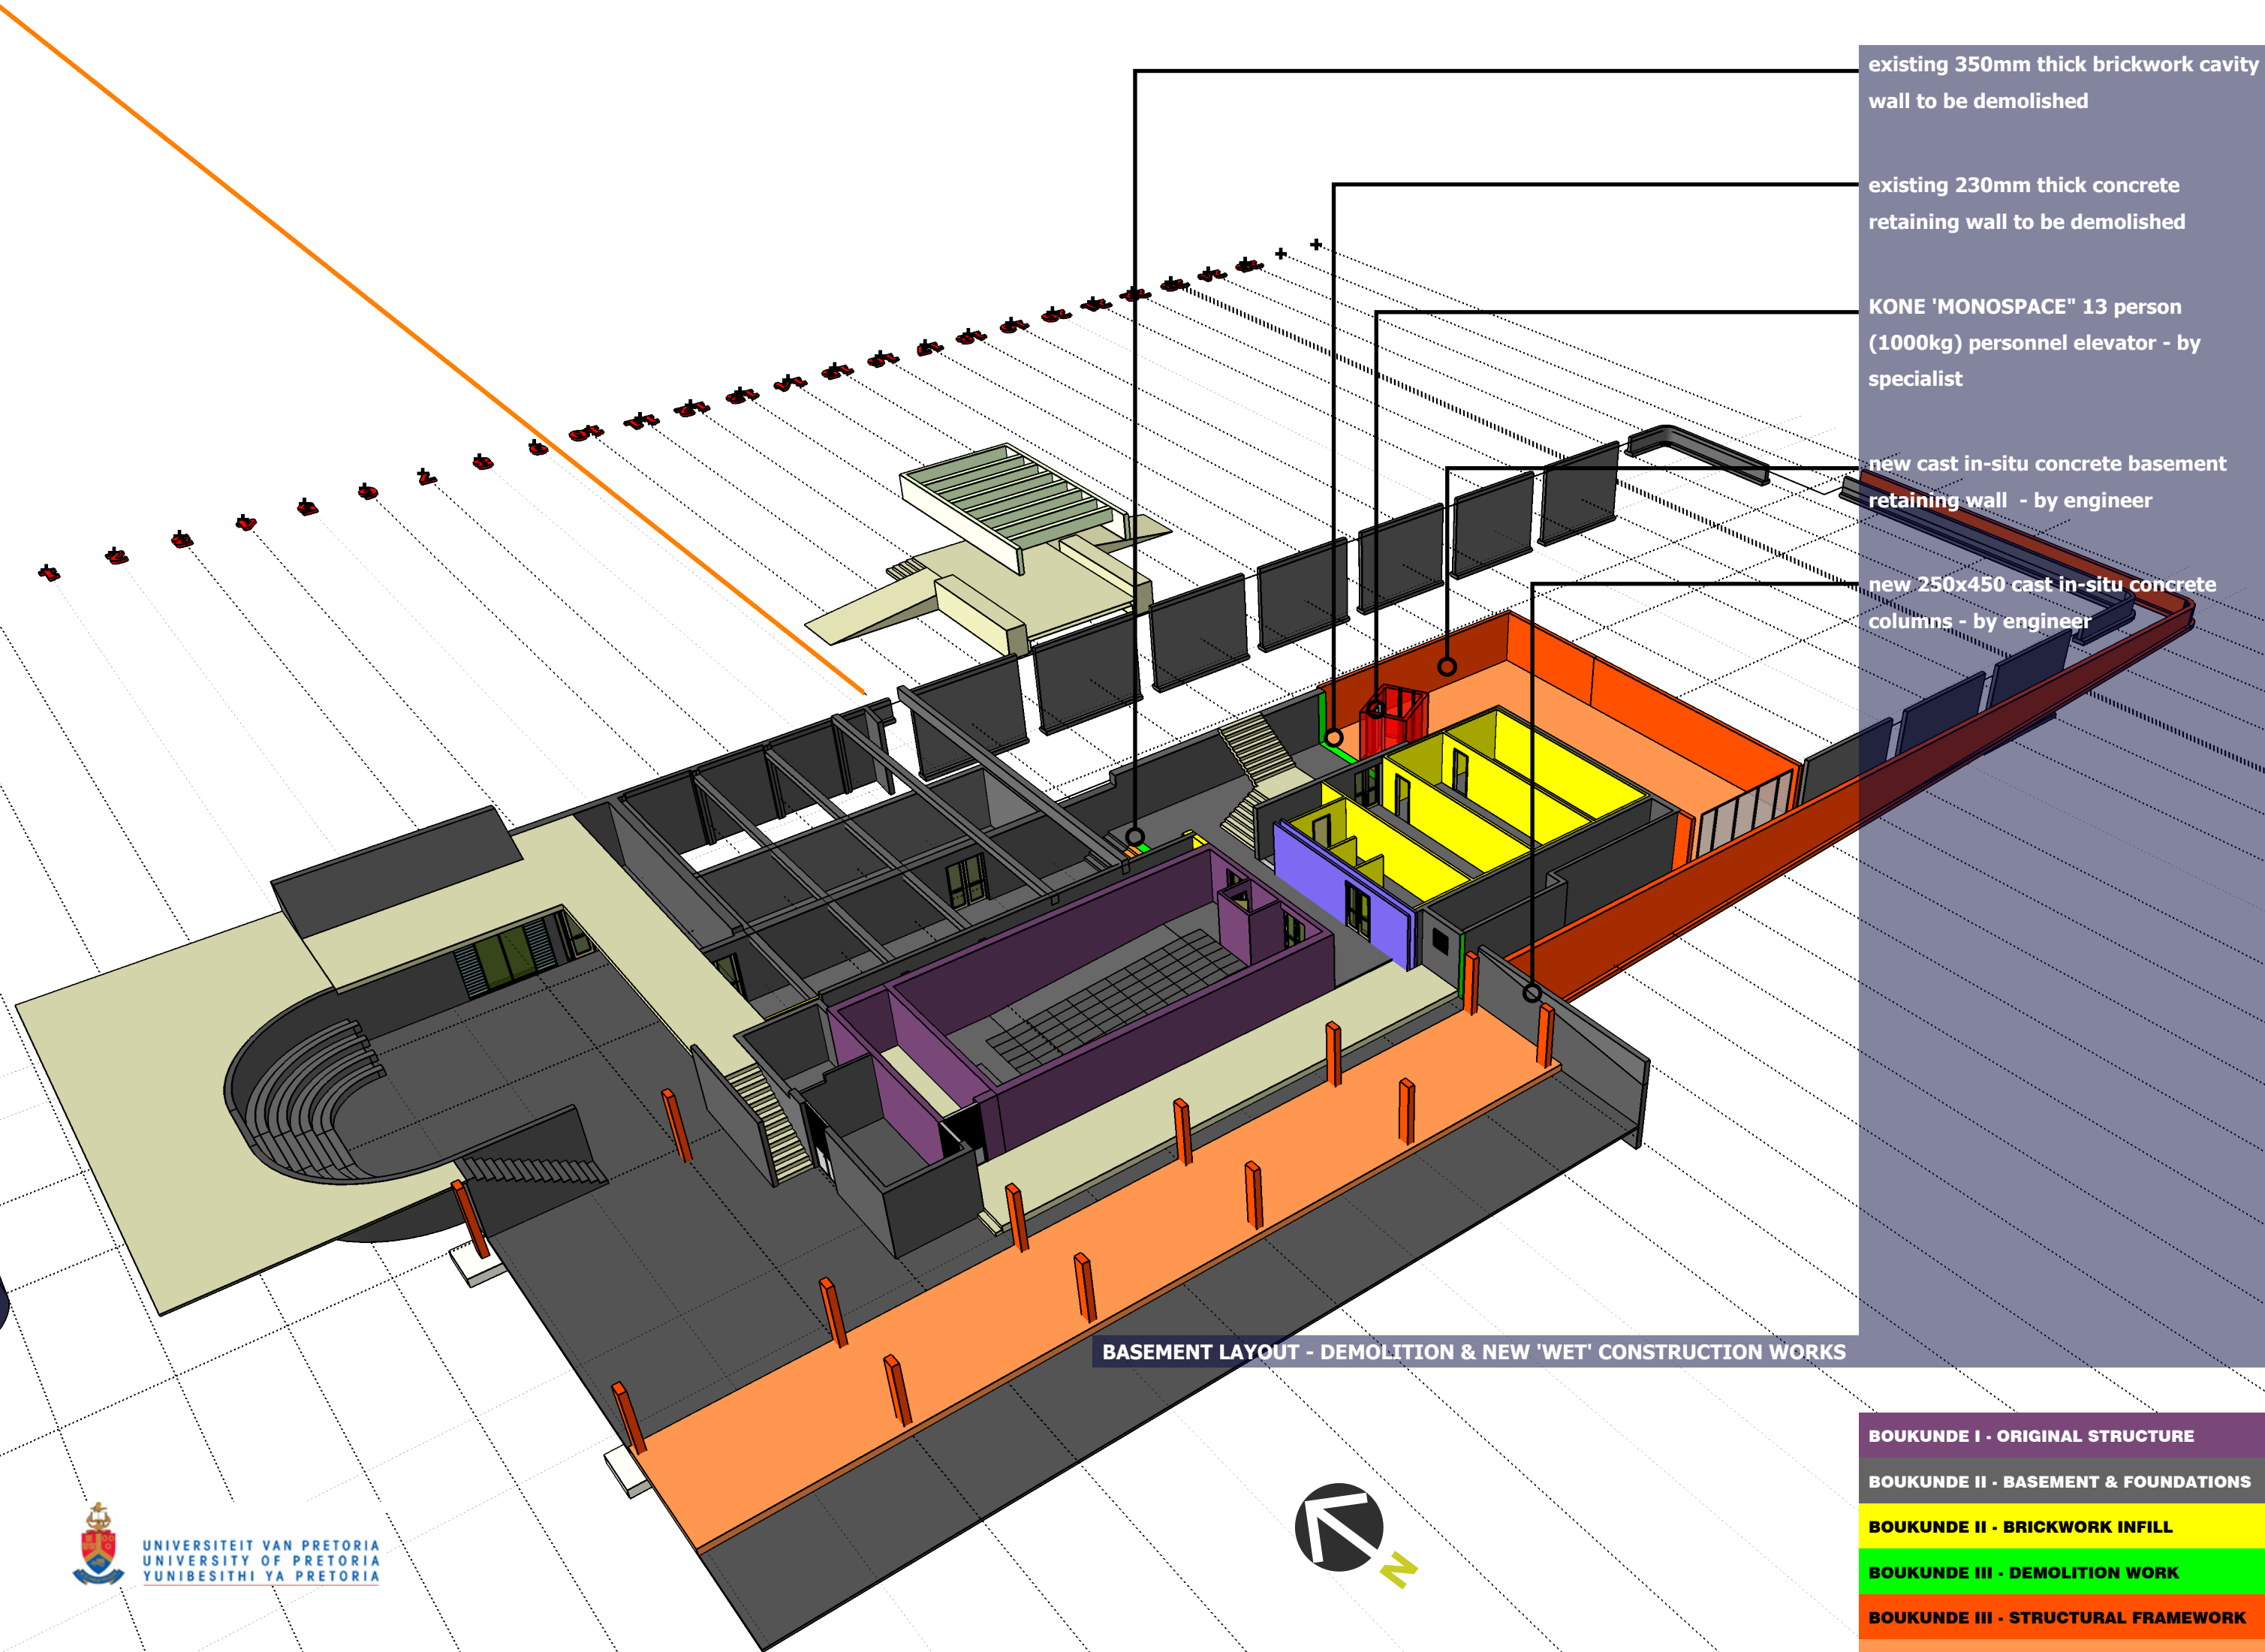 existing 350mm thick brickwork cavity
wall to be demolished
existing 230mm thick concrete
retaining wall to be demolished
KONE 'MONOSPACE" 13 person
(1000kg) personnel elevator - by
specialist
new cast in-situ concrete basement
retaining wall - by engineer
new 250x450 cast in-situ concrete
columns - by engineer
BASEMENT LAYOUT - DEMOLITION & NEW 'WET' CONSTRUCTION WORKS
BOUKUNDE I - ORIGINAL STRUCTURE
BOUKUNDE II - BASEMENT & FOUNDATIONS
BOUKUNDE II - BRICKWORK INFILL
BOUKUNDE III - DEMOLITION WORK
BOUKUNDE III - STRUCTURAL FRAMEWORK
N
UNIVERSITEIT VAN PRETORIA
UNIVERSITY OF PRETORIA
YUNIBESITHI YA PRETORIA